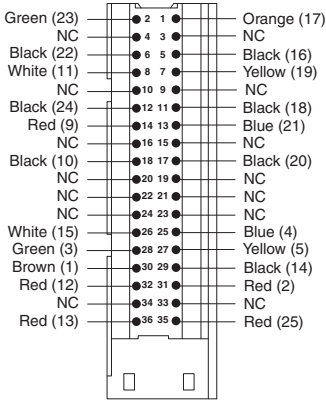 Green (23) 2 1 Orange (17)
NC 4 3 NC
Black (22) 6 5 Black (16)
White (11) 8 7 Yellow (19)
NC 10 9 NC
Black (24) 12 11 Black (18)
Red (9) 14 13 Blue (21)
NC 16 15 NC
Black (10) 18 17 Black (20)
NC 20 19 NC
NC 22 21 NC
NC 24 23 NC
White (15) 26 25 Blue (4)
Green (3) 28 27 Yellow (5)
Brown (1) 30 29 Black (14)
Red (12) 32 31 Red (2)
NC 34 33 NC
Red (13) 36 35 Red (25)